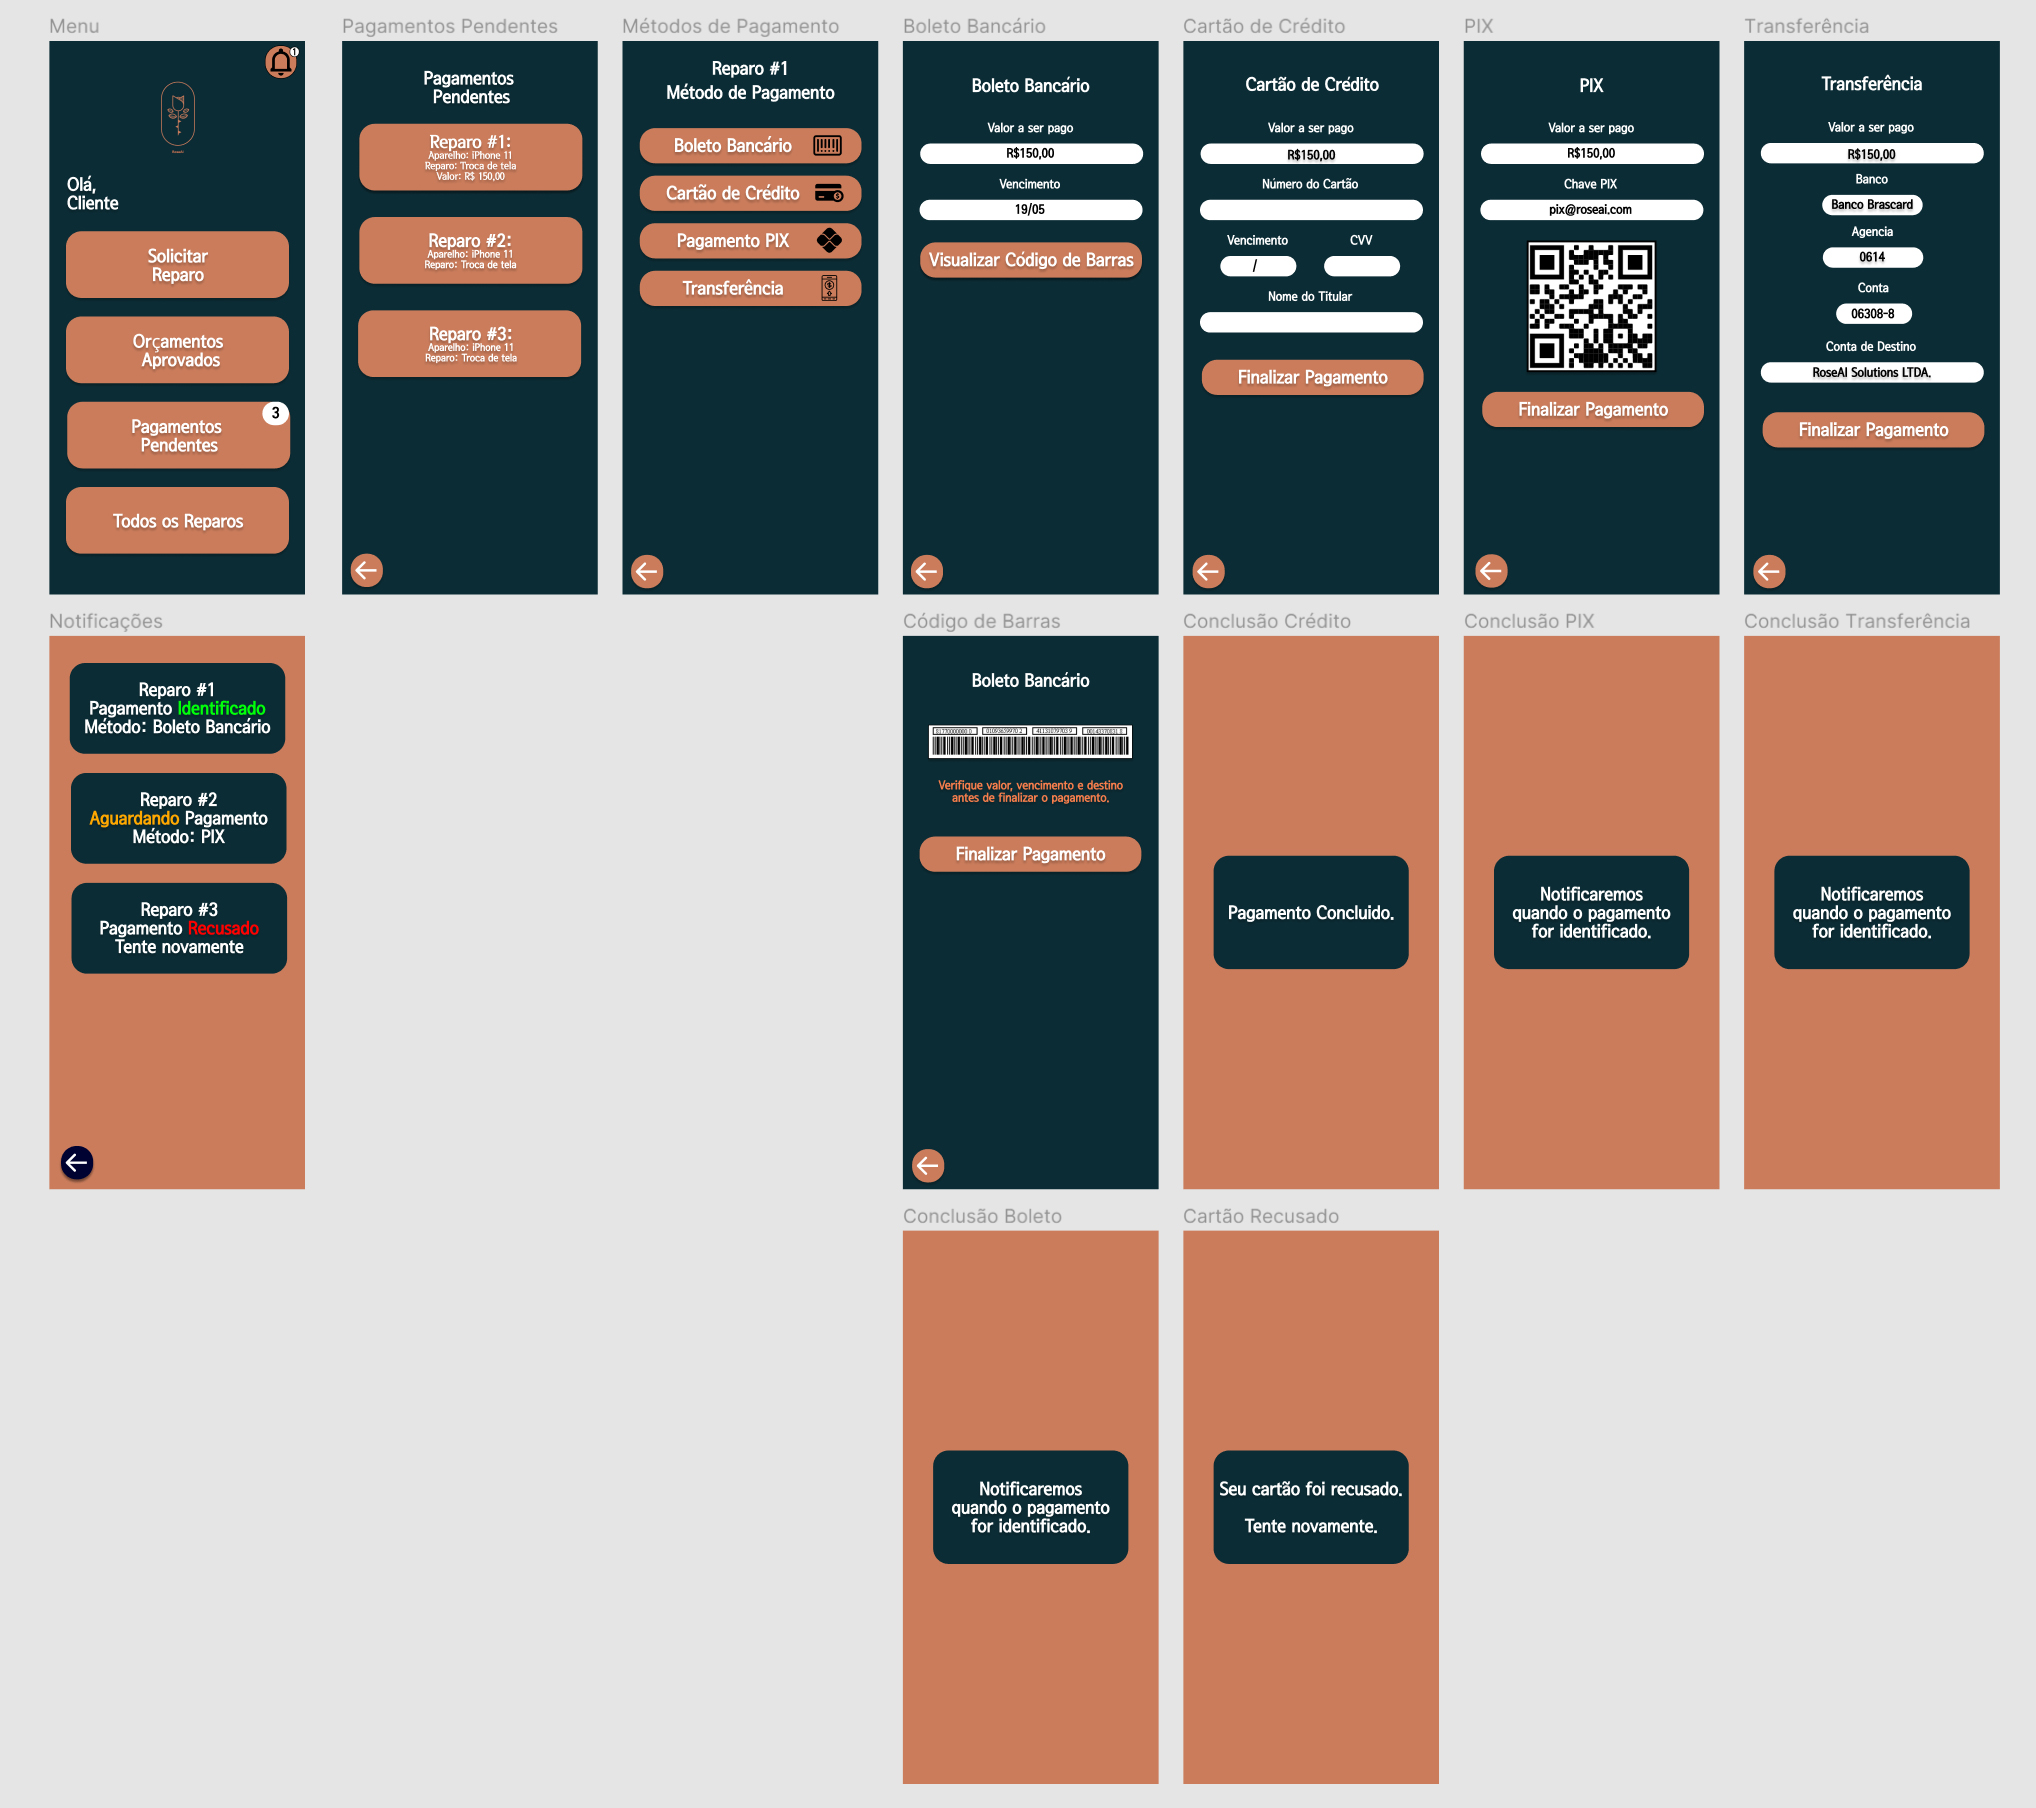 Menu
1
RoseAI
Olá,
Cliente
Solicitar
Reparo
Orçamentos
Aprovados
3
Pagamentos
Pendentes
Todos os Reparos
Pagamentos Pendentes
Pagamentos
Pendentes
Reparo #1:
Aparelho: iPhone 11
Reparo: Troca de tela
Valor: R$ 150,00
Reparo #2:
Aparelho: iPhone 11
Reparo: Troca de tela
Reparo #3:
Aparelho: iPhone 11
Reparo: Troca de tela
Métodos de Pagamento
Reparo #1
Método de Pagamento
Boleto Bancário
Cartão de Crédito
Pagamento PIX
Transferência
Boleto Bancário
Boleto Bancário
Valor a ser pago
R$150,00
Vencimento
19/05
Visualizar Código de Barras
Cartão de Crédito
Cartão de Crédito
Valor a ser pago
R$150,00
Número do Cartão
Vencimento CVV
/
Nome do Titular
Finalizar Pagamento
PIX
PIX
Valor a ser pago
R$150,00
Chave PIX
pix@roseai.com
Finalizar Pagamento
Transferência
Transferência
Valor a ser pago
R$150,00
Banco
Banco Brascard
Agencia
0614
Conta
06308-8
Conta de Destino
RoseAI Solutions LTDA.
Finalizar Pagamento
Notificações
Reparo #1
Pagamento Identificado
Método: Boleto Bancário
Reparo #2
Aguardando Pagamento
Método: PIX
Reparo #3
Pagamento Recusado
Tente novamente
Código de Barras
Boleto Bancário
Verifique valor, vencimento e destino
antes de finalizar o pagamento.
Finalizar Pagamento
Conclusão Crédito
Pagamento Concluido.
Conclusão PIX
Notificaremos
quando o pagamento
for identificado.
Conclusão Transferência
Notificaremos
quando o pagamento
for identificado.
Conclusão Boleto
Notificaremos
quando o pagamento
for identificado.
Cartão Recusado
Seu cartão foi recusado.
Tente novamente.